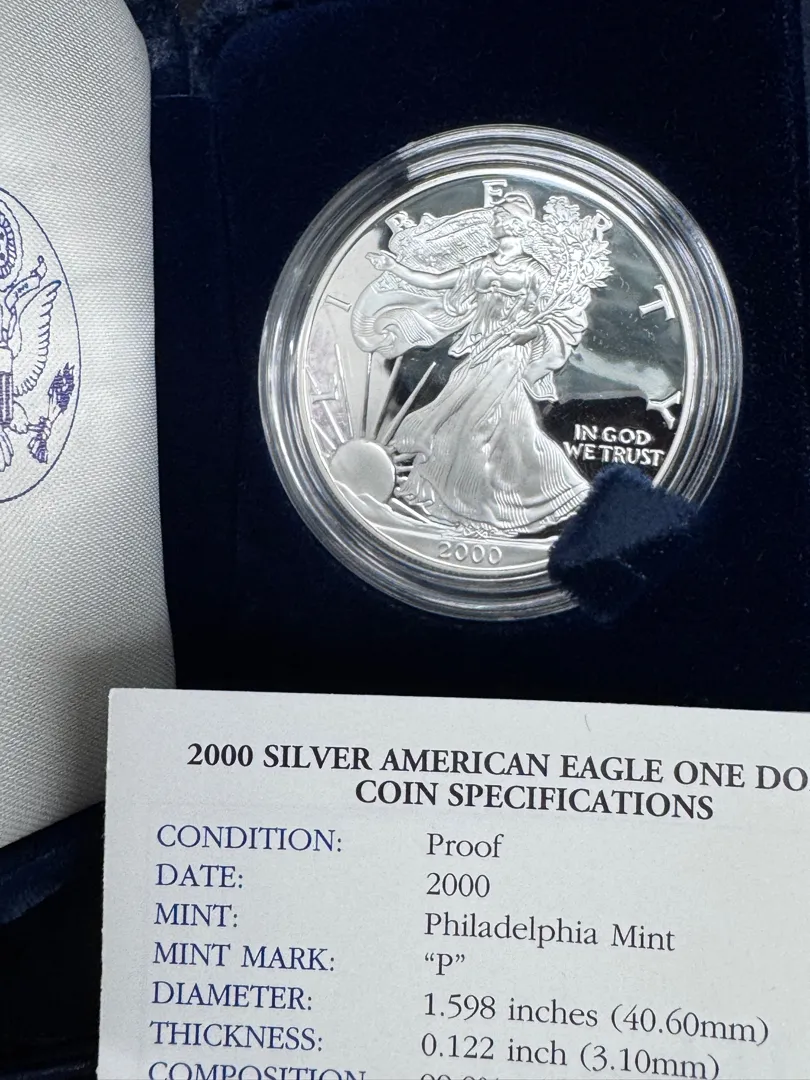 LIBERTY
IN GOD
WE TRUST
2000
2000 SILVER AMERICAN EAGLE ONE DO
COIN SPECIFICATIONS
CONDITION: Proof
DATE: 2000
MINT: Philadelphia Mint
MINT MARK: “P”
DIAMETER: 1.598 inches (40.60mm)
THICKNESS: 0.122 inch (3.10mm)
COMPOSITION